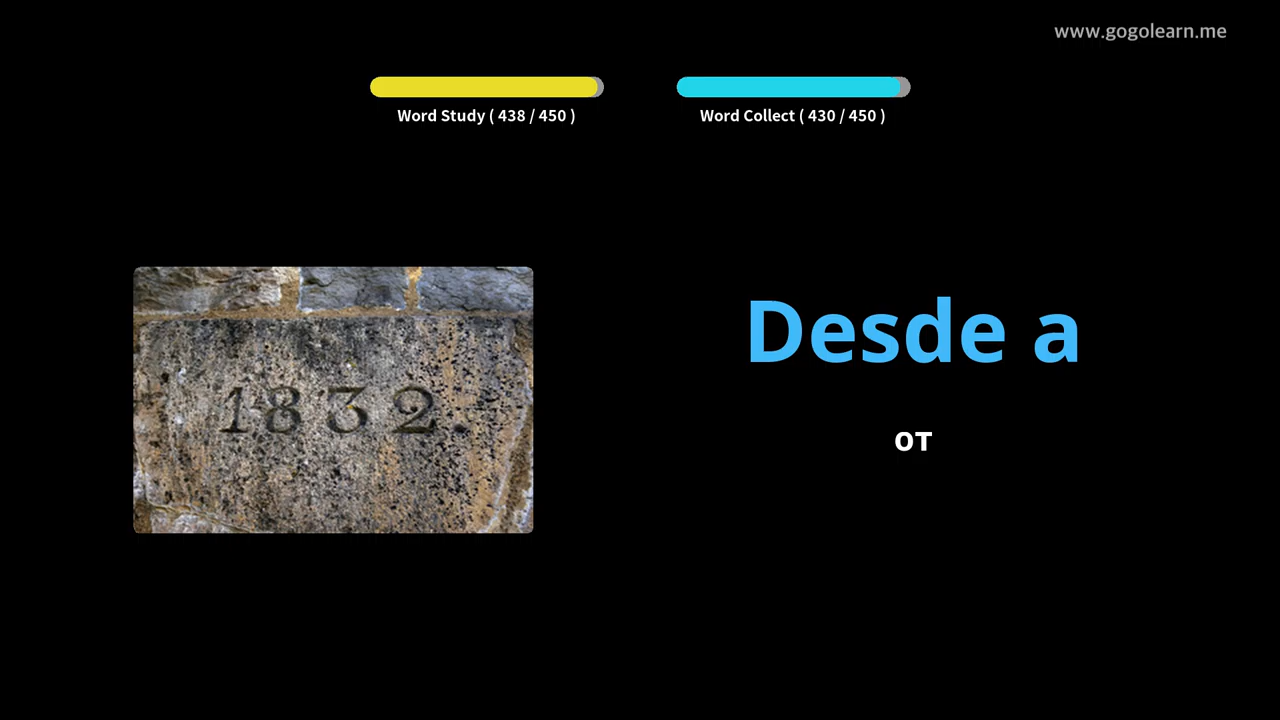 www.gogolearn.me
Word Study ( 438 / 450 )
Word Collect ( 430 / 450 )
1832
Desde a
от